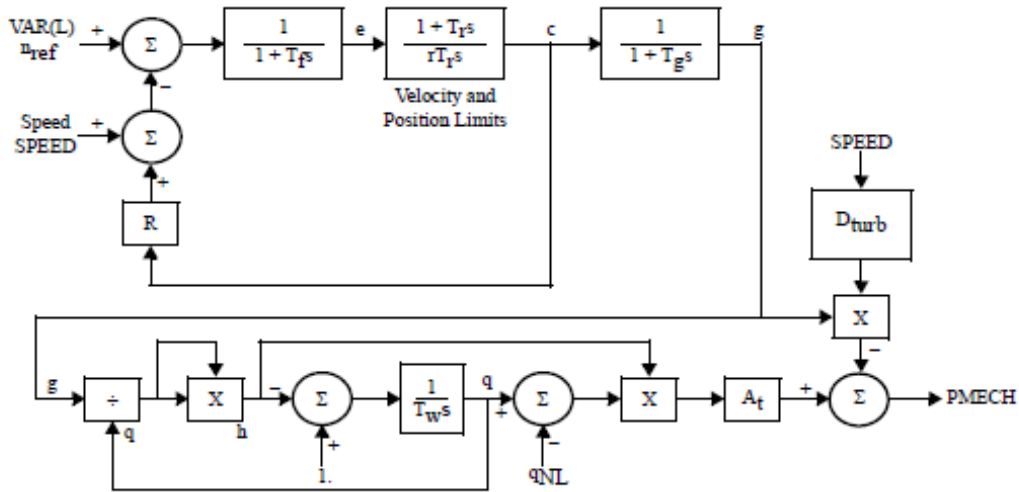 VAR(L)
nref
+
Σ
−
1
1 + Tfs
e
1 + Trs
rTrs
Velocity and
Position Limits
c
1
1 + Tgs
g
Speed
SPEED
+
Σ
+
R
SPEED
Dturb
X
−
g
÷
q
X
h
−
Σ
+
1.
1
Tws
q
+
Σ
−
qNL
X
At
+
Σ
PMECH